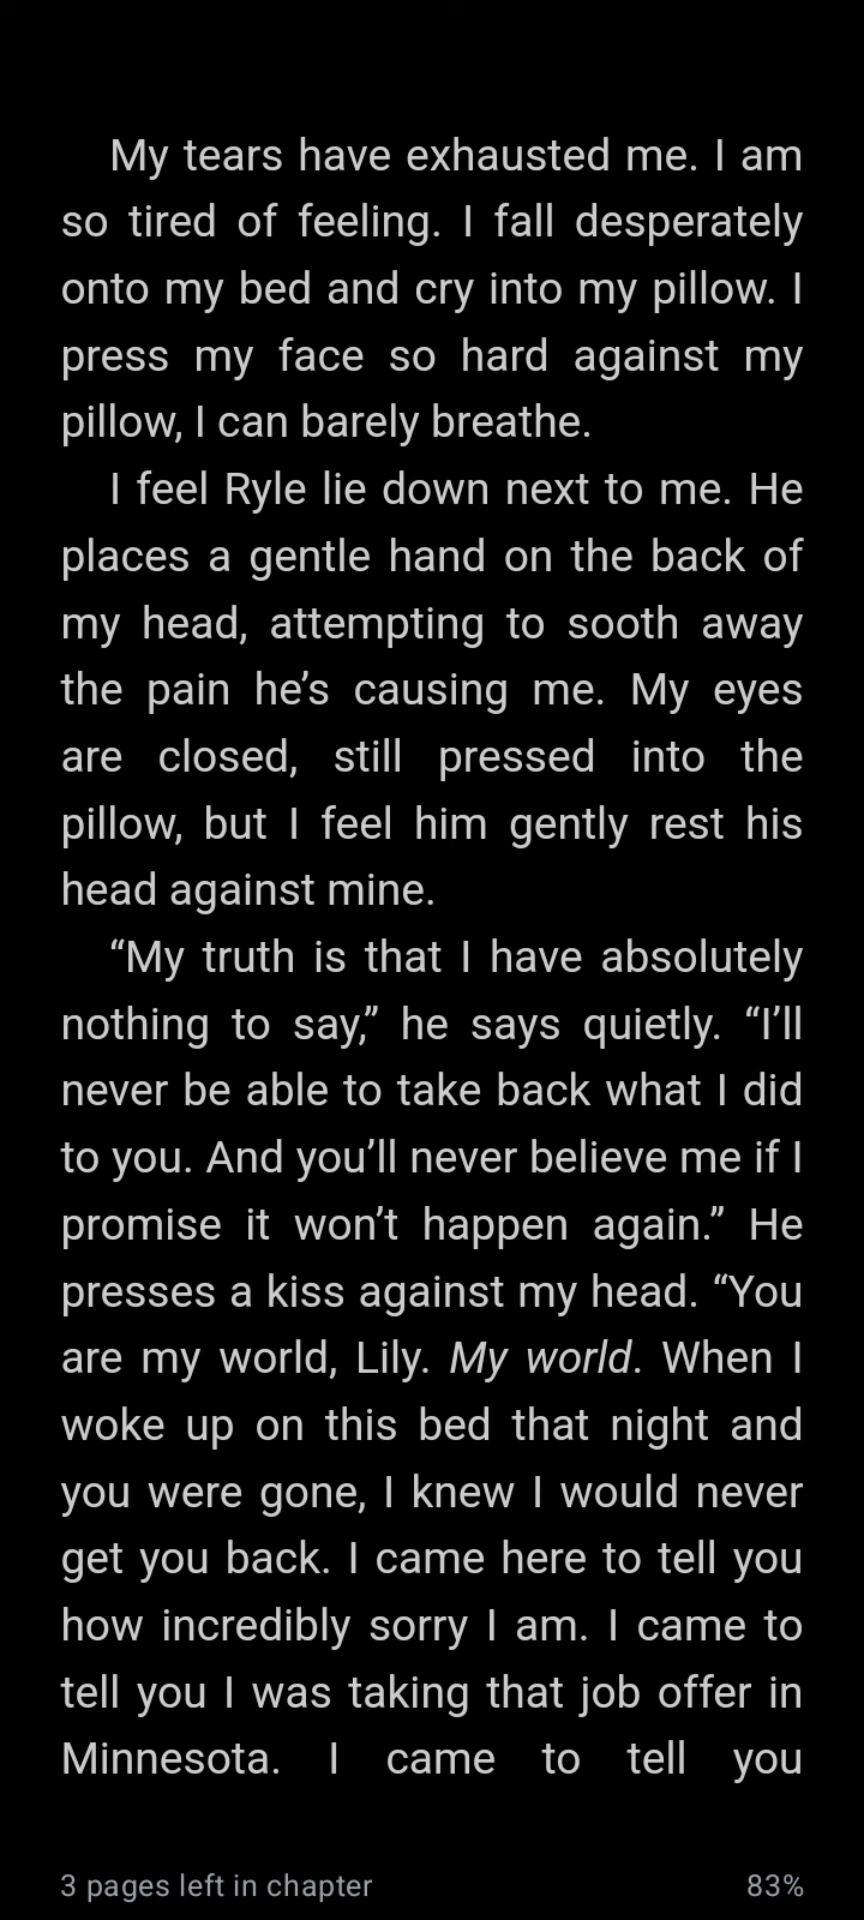 My tears have exhausted me. I am
so tired of feeling. I fall desperately
onto my bed and cry into my pillow. I
press my face so hard against my
pillow, I can barely breathe.
I feel Ryle lie down next to me. He
places a gentle hand on the back of
my head, attempting to sooth away
the pain he’s causing me. My eyes
are closed, still pressed into the
pillow, but I feel him gently rest his
head against mine.
“My truth is that I have absolutely
nothing to say,” he says quietly. “I’ll
never be able to take back what I did
to you. And you’ll never believe me if I
promise it won’t happen again.” He
presses a kiss against my head. “You
are my world, Lily. My world. When I
woke up on this bed that night and
you were gone, I knew I would never
get you back. I came here to tell you
how incredibly sorry I am. I came to
tell you I was taking that job offer in
Minnesota. I came to tell you
3 pages left in chapter 83%